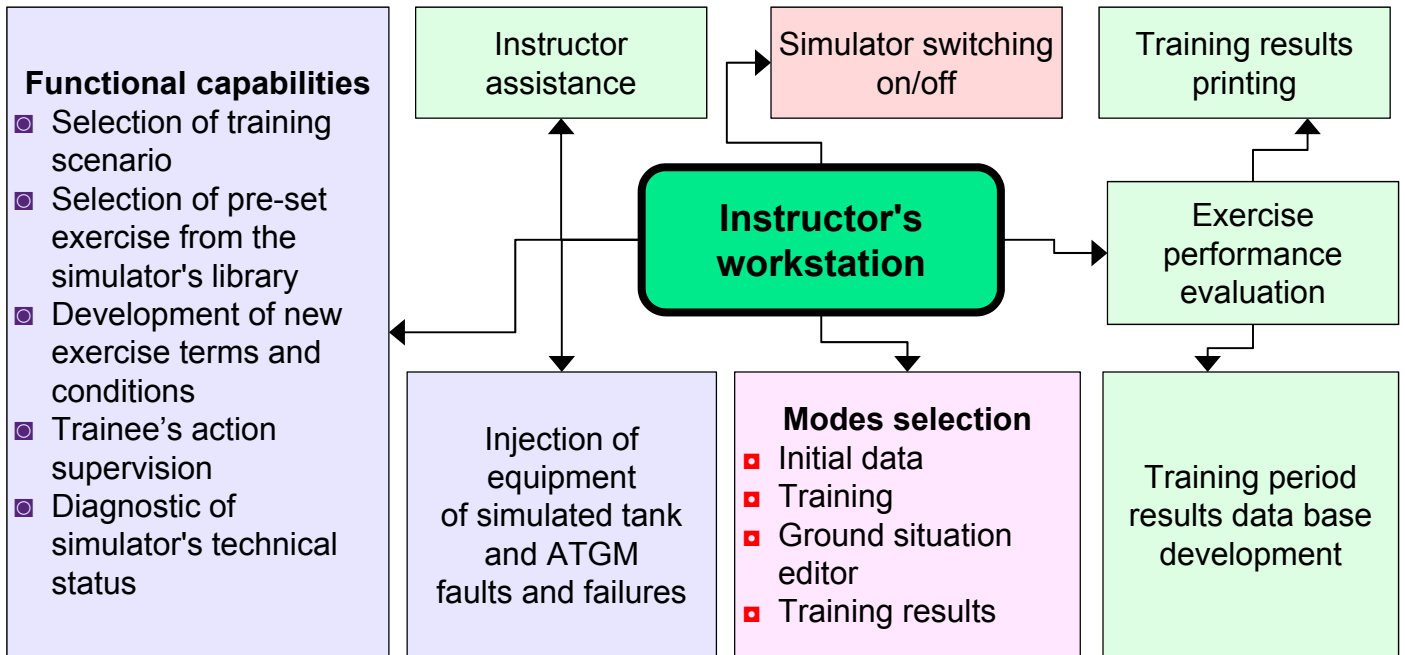 Functional capabilities
Selection of training
scenario
Selection of pre-set
exercise from the
simulator's library
Development of new
exercise terms and
conditions
Trainee’s action
supervision
Diagnostic of
simulator's technical
status
Instructor
assistance
Simulator switching
on/off
Training results
printing
Instructor's
workstation
Exercise
performance
evaluation
Injection of
equipment
of simulated tank
and ATGM
faults and failures
Modes selection
Initial data
Training
Ground situation
editor
Training results
Training period
results data base
development